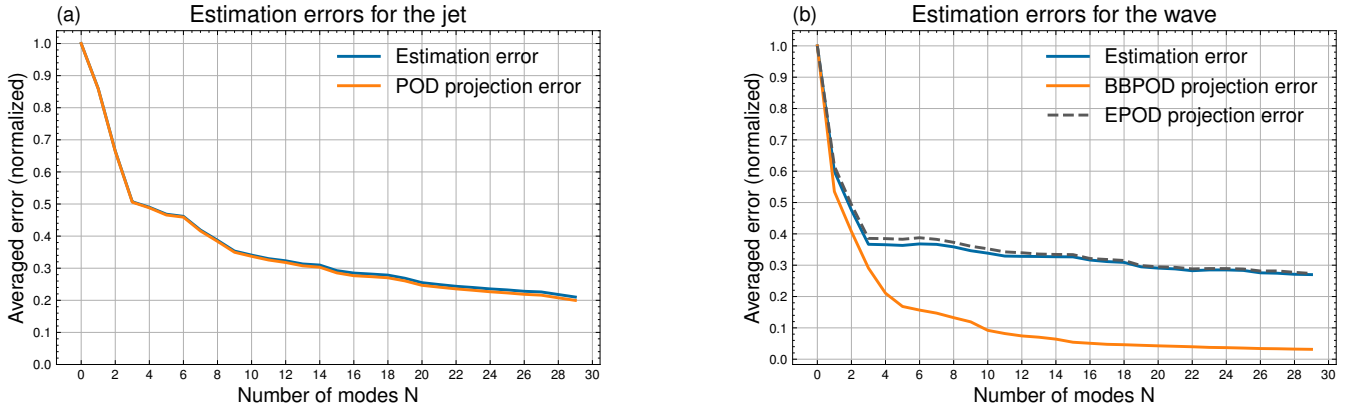 (a)
Estimation errors for the jet
Estimation error
POD projection error
Averaged error (normalized)
1.0
0.9
0.8
0.7
0.6
0.5
0.4
0.3
0.2
0.1
0.0
0 2 4 6 8 10 12 14 16 18 20 22 24 26 28 30
Number of modes N
(b)
Estimation errors for the wave
Estimation error
BBPOD projection error
EPOD projection error
Averaged error (normalized)
1.0
0.9
0.8
0.7
0.6
0.5
0.4
0.3
0.2
0.1
0.0
0 2 4 6 8 10 12 14 16 18 20 22 24 26 28 30
Number of modes N